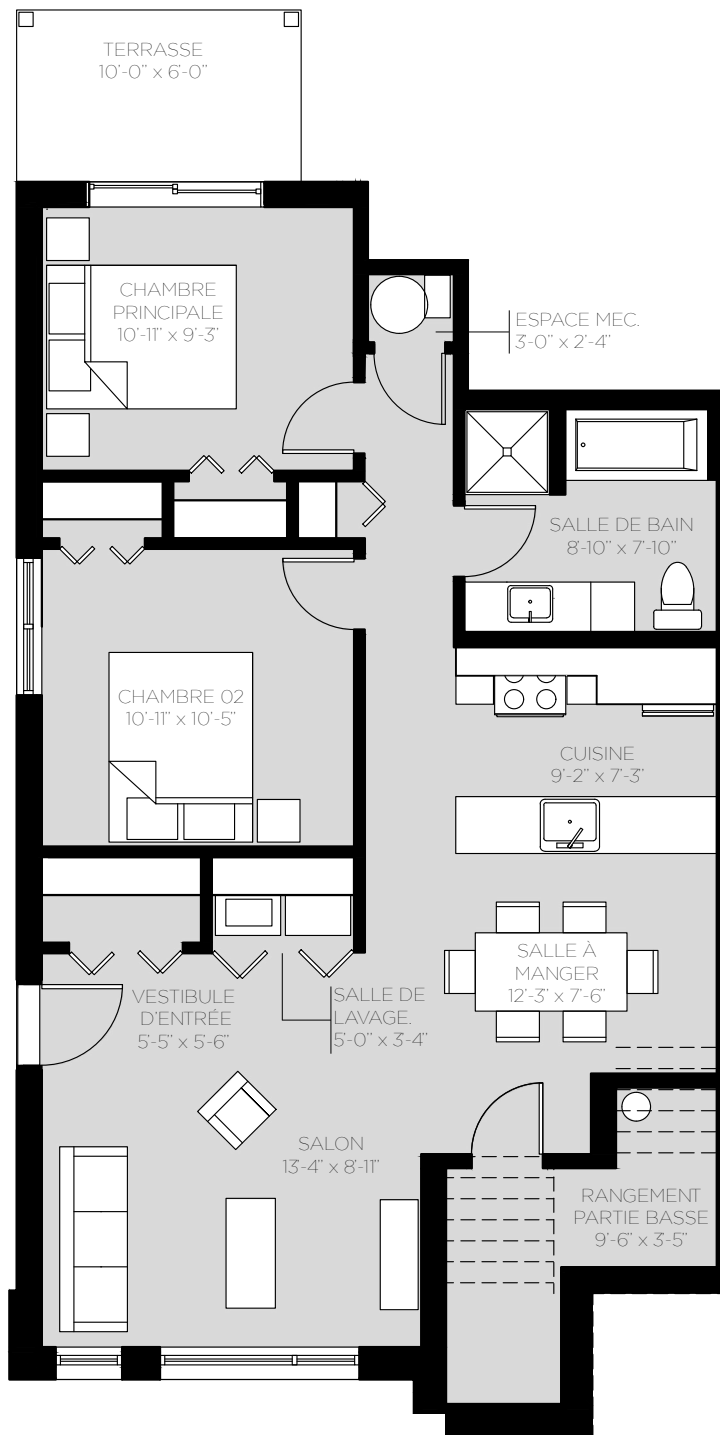 TERRASSE
10'-0" x 6'-0"
CHAMBRE
PRINCIPALE
10'-11" x 9'-3"
ESPACE MEC.
3'-0" x 2'-4"
SALLE DE BAIN
8'-10" x 7'-10"
CHAMBRE 02
10'-11" x 10'-5"
CUISINE
9'-2" x 7'-3"
SALLE À
MANGER
12'-3" x 7'-6"
VESTIBULE
D'ENTRÉE
5'-5" x 5'-6"
SALLE DE
LAVAGE.
5'-0" x 3'-4"
SALON
13'-4" x 8'-11"
RANGEMENT
PARTIE BASSE
9'-6" x 3'-5"